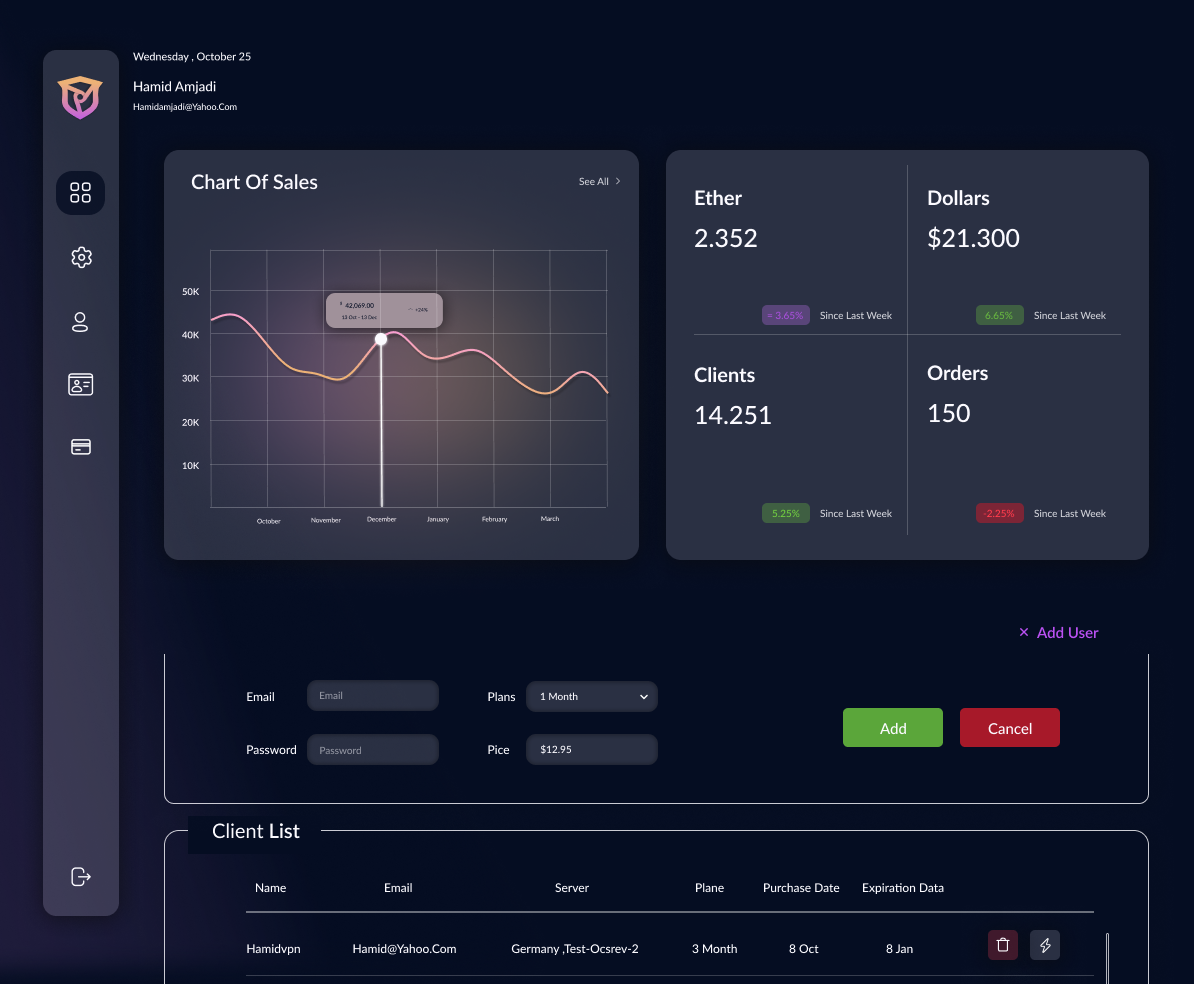 Wednesday , October 25
Hamid Amjadi
Hamidamjadi@Yahoo.Com
Chart Of Sales
See All
50K
40K
30K
20K
10K
42,069.00
13 Oct - 13 Dec
+24%
October
November
December
January
February
March
Ether
2.352
≈ 3.65%
Since Last Week
Dollars
$21.300
6.65%
Since Last Week
Clients
14.251
5.25%
Since Last Week
Orders
150
-2.25%
Since Last Week
× Add User
Email
Email
Plans
1 Month
Password
Password
Pice
$12.95
Add
Cancel
Client List
Name Email Server Plane Purchase Date Expiration Data
Hamidvpn Hamid@Yahoo.Com Germany ,Test-Ocsrev-2 3 Month 8 Oct 8 Jan